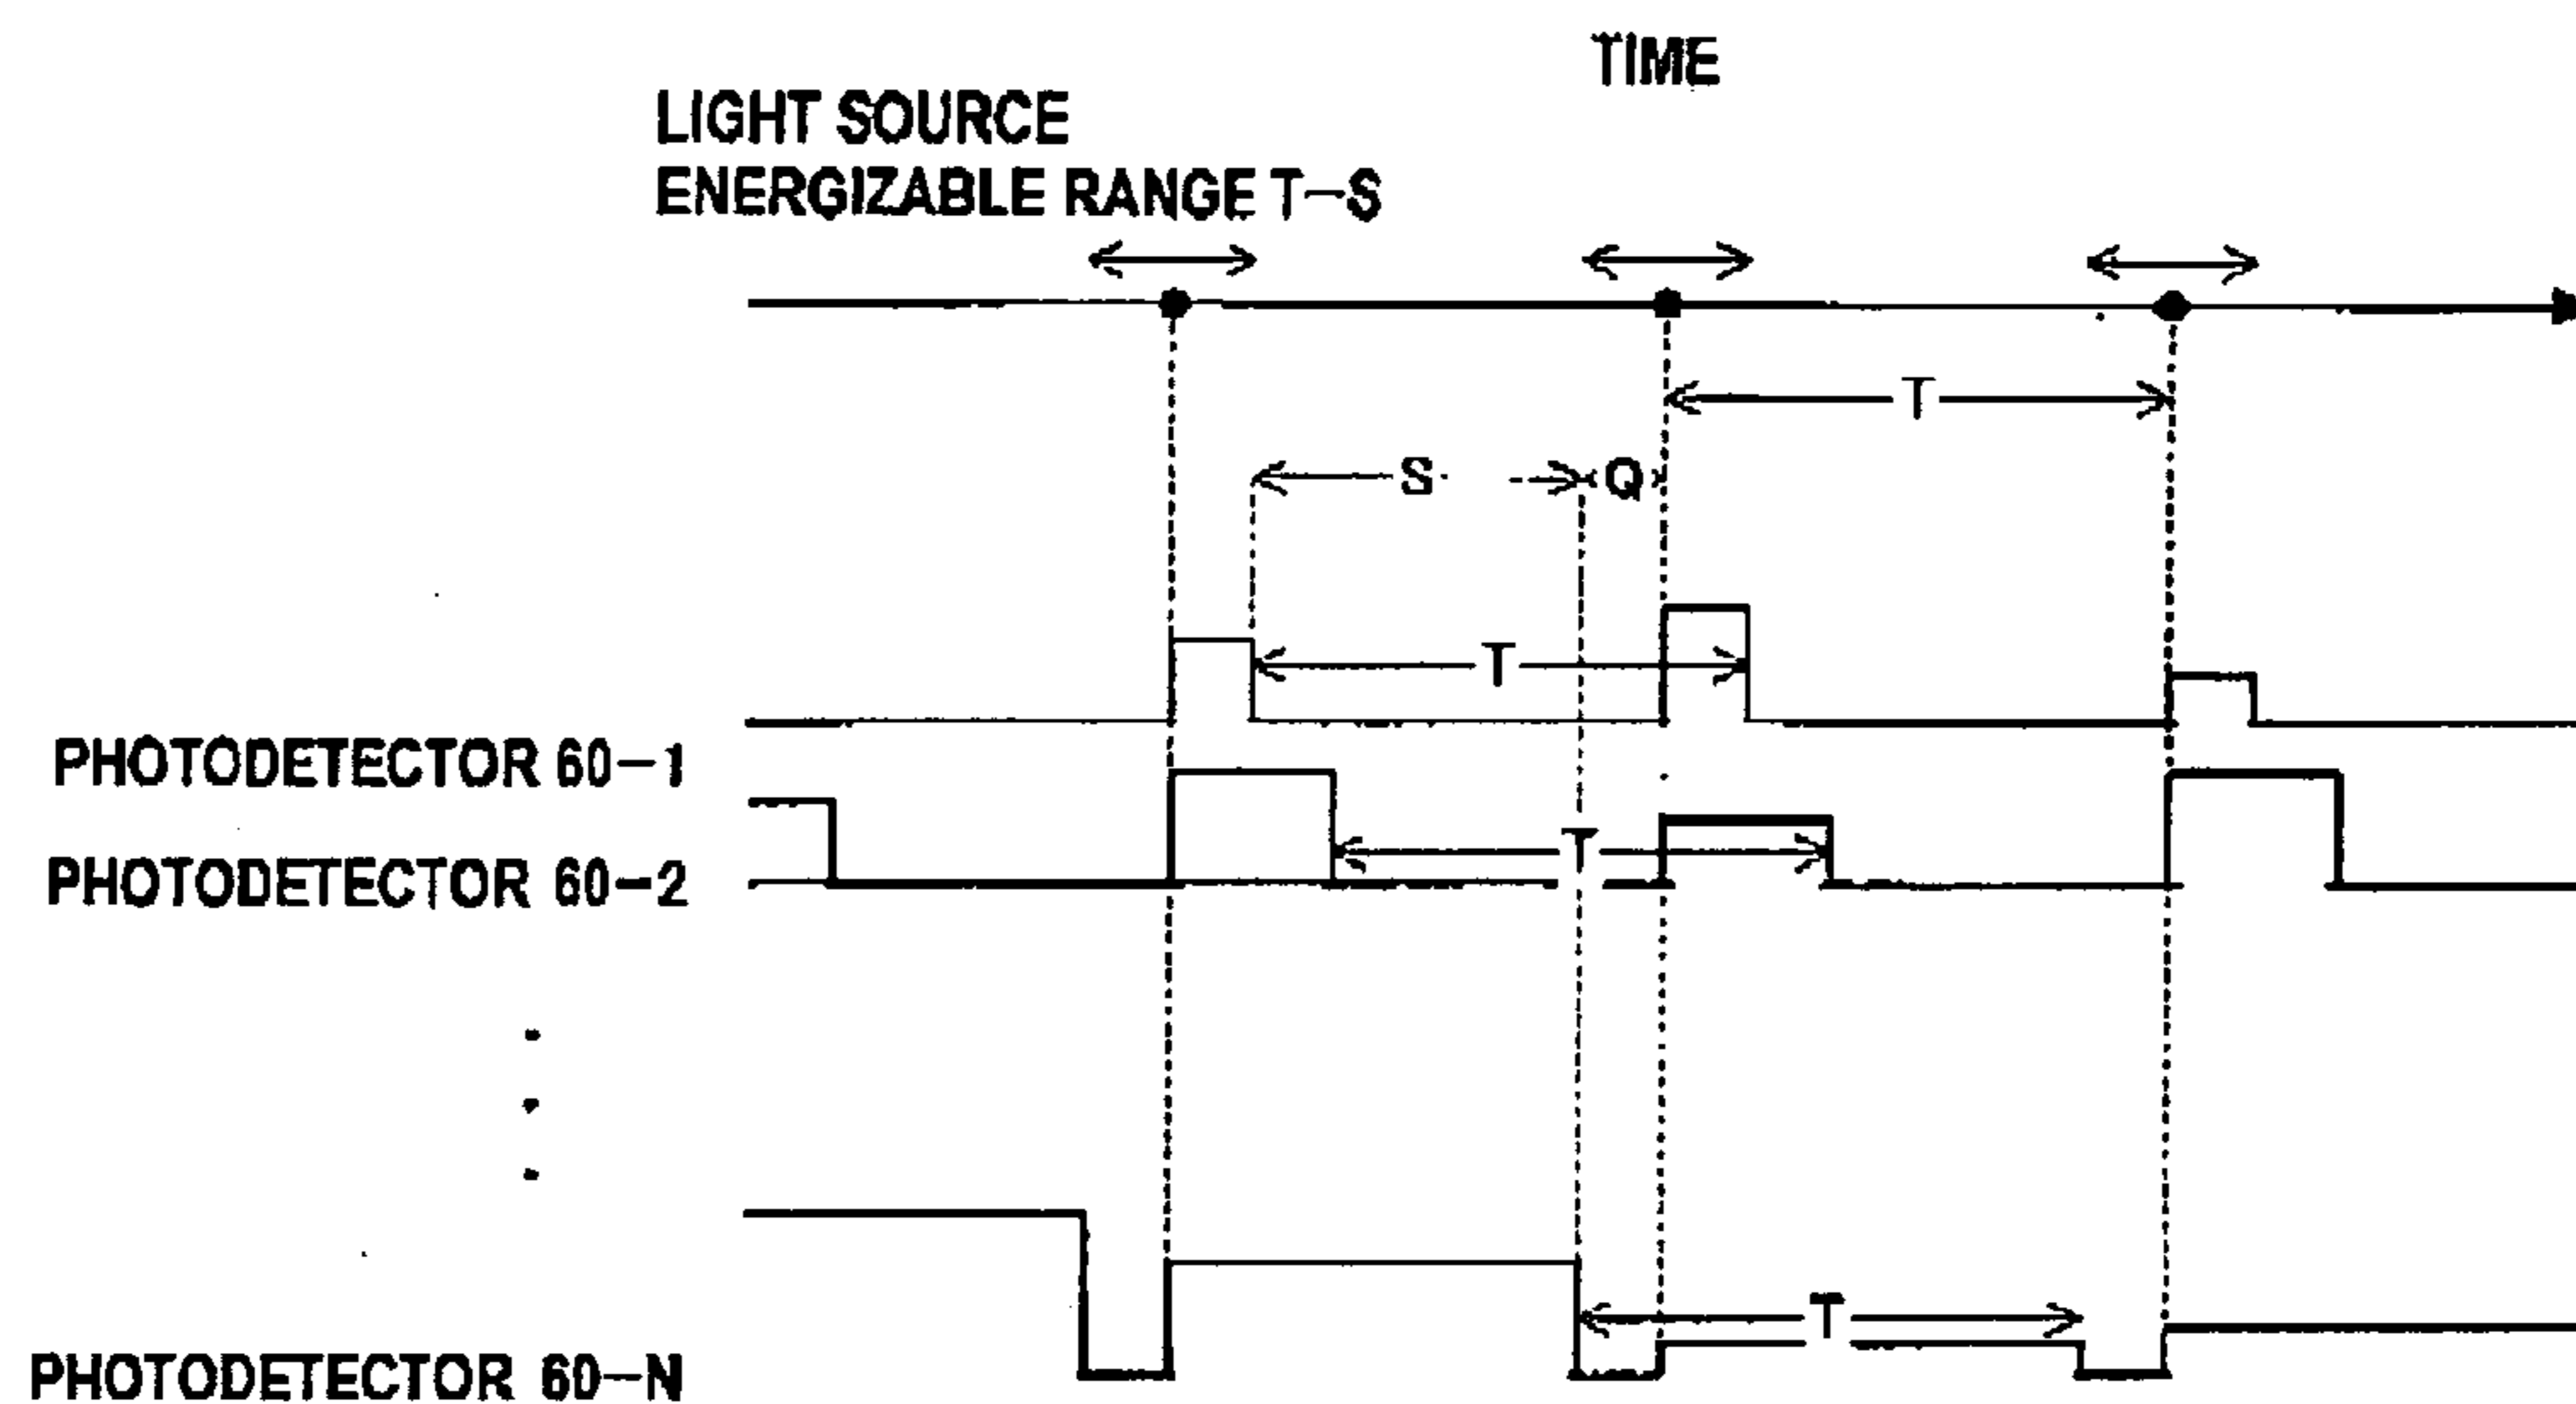 TIME
LIGHT SOURCE
ENERGIZABLE RANGE T-S
T
S Q
T
PHOTODETECTOR 60-1
T
PHOTODETECTOR 60-2
T
PHOTODETECTOR 60-N